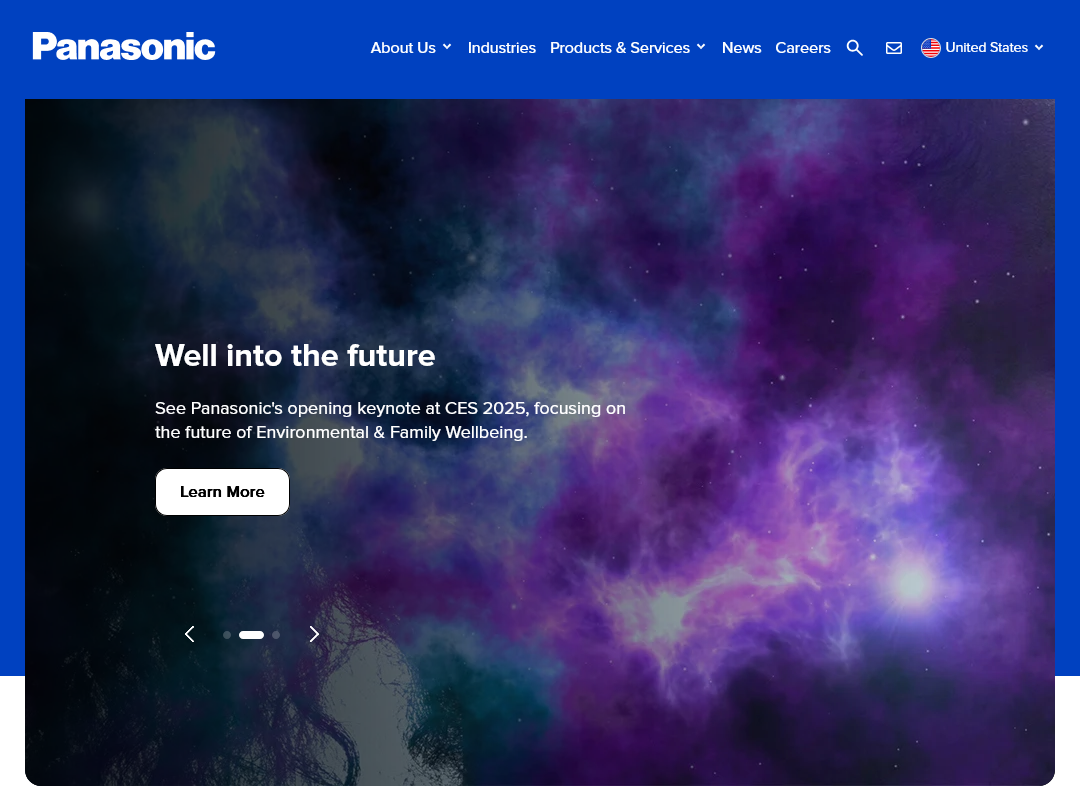 Panasonic
About Us
Industries
Products & Services
News
Careers
United States
Well into the future
See Panasonic's opening keynote at CES 2025, focusing on
the future of Environmental & Family Wellbeing.
Learn More